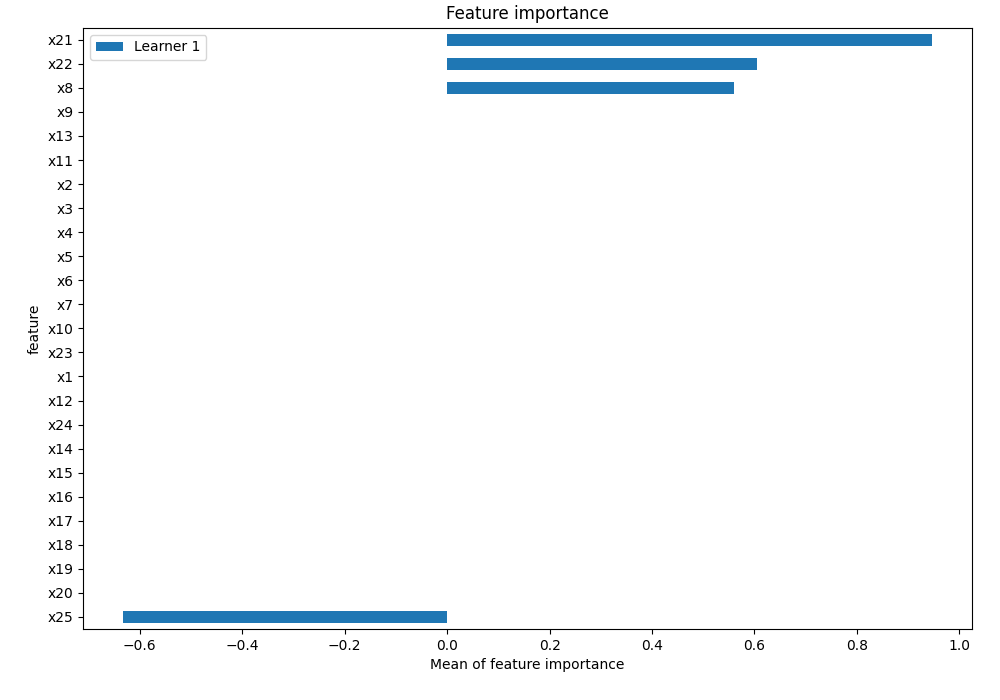 Feature importance
Learner 1
feature
x21
x22
x8
x9
x13
x11
x2
x3
x4
x5
x6
x7
x10
x23
x1
x12
x24
x14
x15
x16
x17
x18
x19
x20
x25
−0.6 −0.4 −0.2 0.0 0.2 0.4 0.6 0.8 1.0
Mean of feature importance